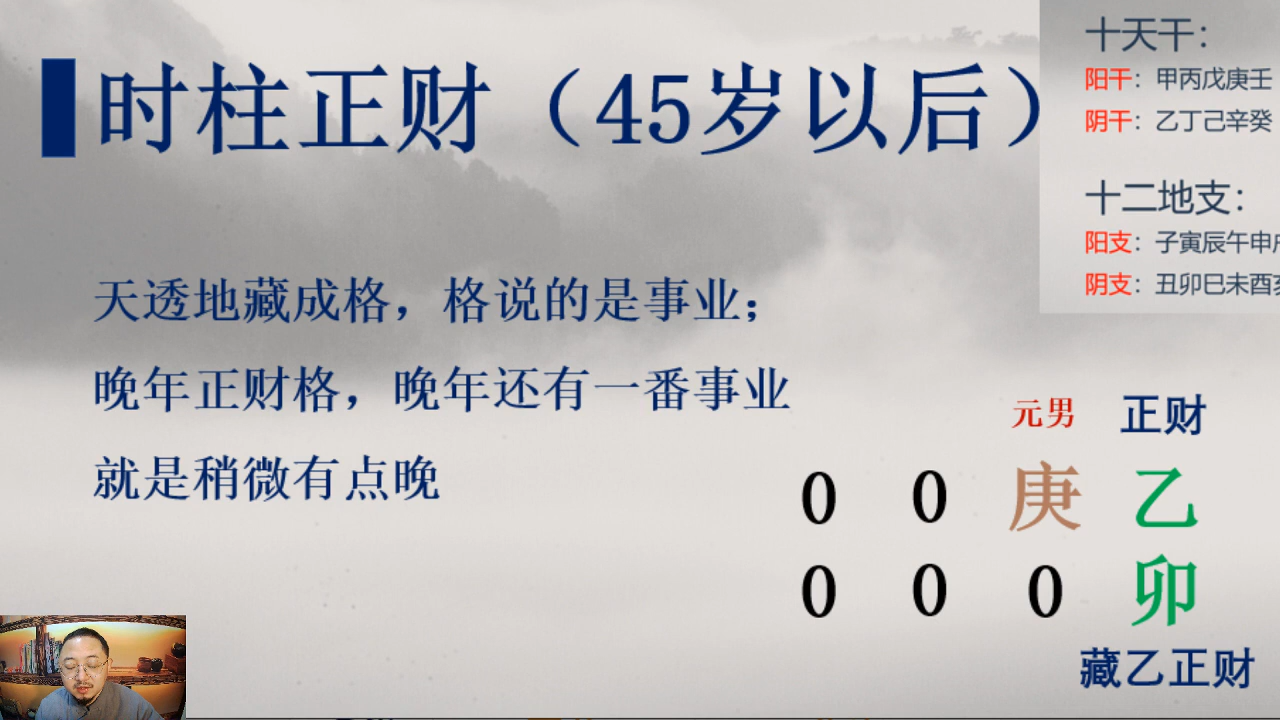 时柱正财（45岁以后）
天透地藏成格，格说的是事业；
晚年正财格，晚年还有一番事业
就是稍微有点晚
十天干：
阳干：甲丙戊庚壬
阴干：乙丁己辛癸
十二地支：
阳支：子寅辰午申
阴支：丑卯巳未酉
元男 正财
0 0 庚 乙
0 0 0 卯
藏乙正财